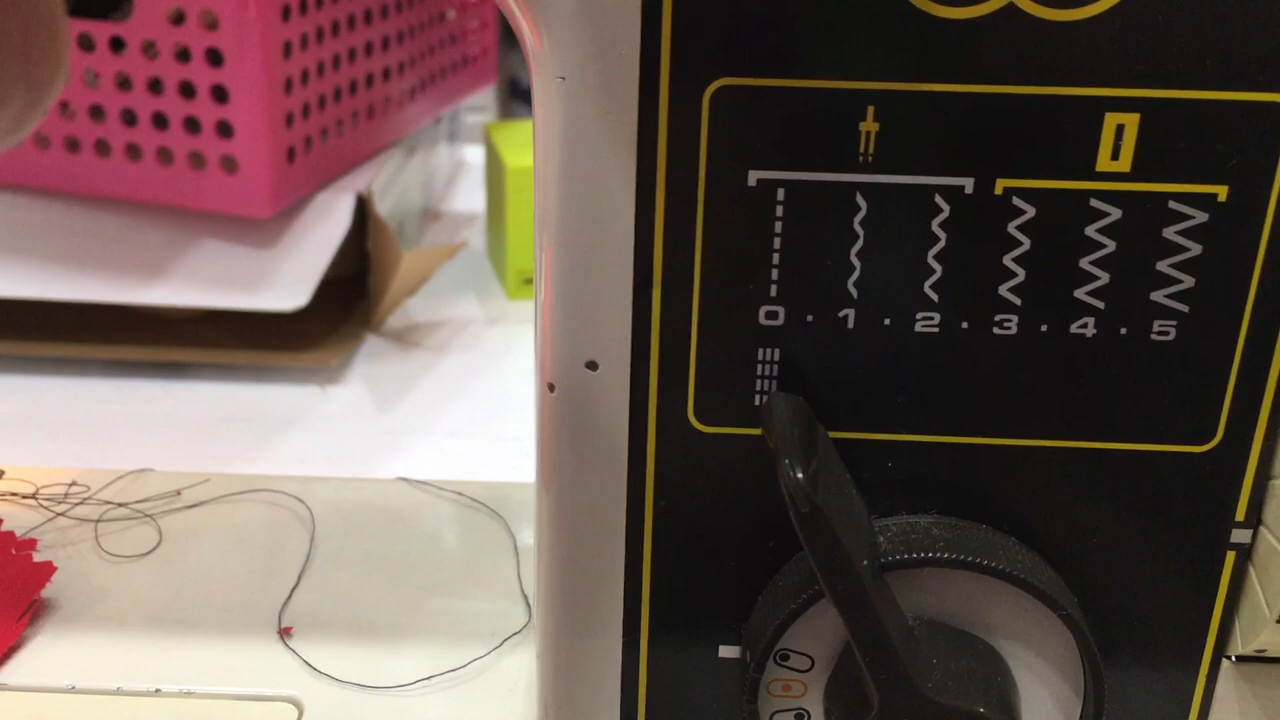 0 . 1 . 2 . 3 . 4 . 5